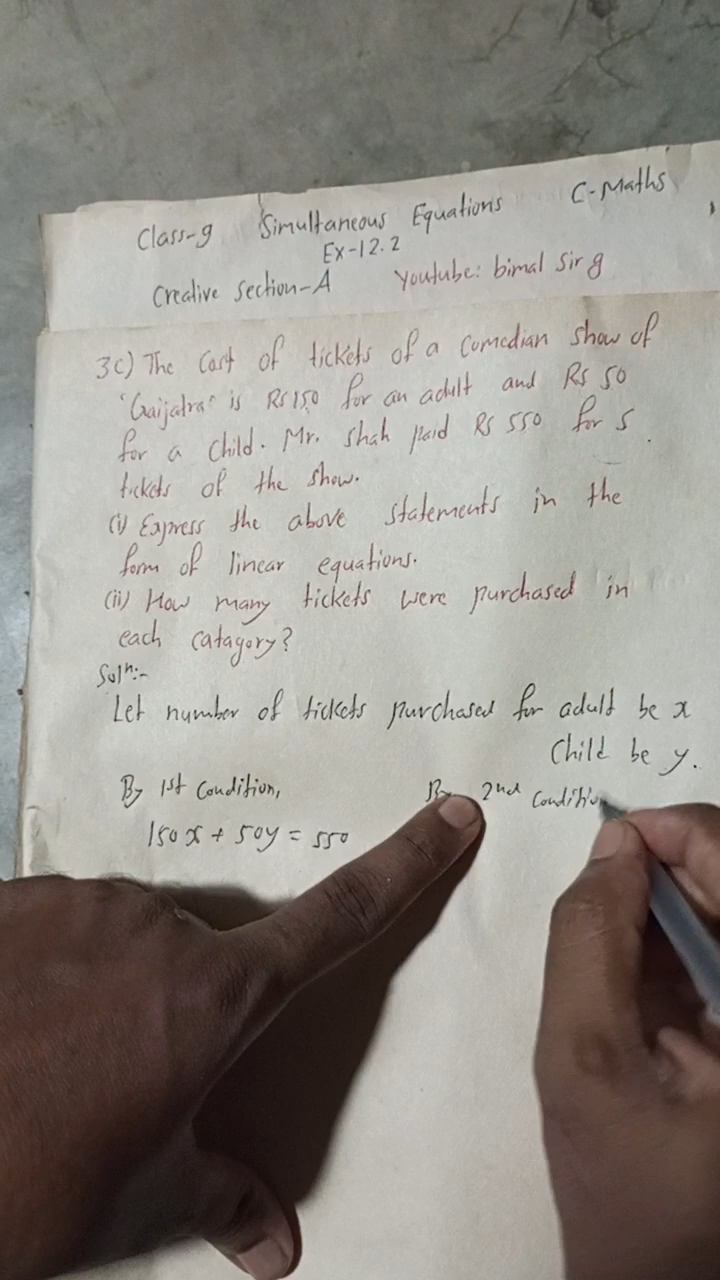 Class-9 Simultaneous Equations C-Maths
Ex-12.2
Creative Section-A Youtube: bimal sir g
3c) The Cost of tickets of a Comedian show of
'Gaijatra' is RS 150 for an adult and RS 50
for a child. Mr. Shah paid RS 550 for 5
tickets of the show.
(i) Express the above statements in the
form of linear equations.
(ii) How many tickets were purchased in
each catagory?
Solⁿ:-
Let number of tickets purchased for adult be x
Child be y.
By 1st Condition, By 2nd Condition
150x + 50y = 550